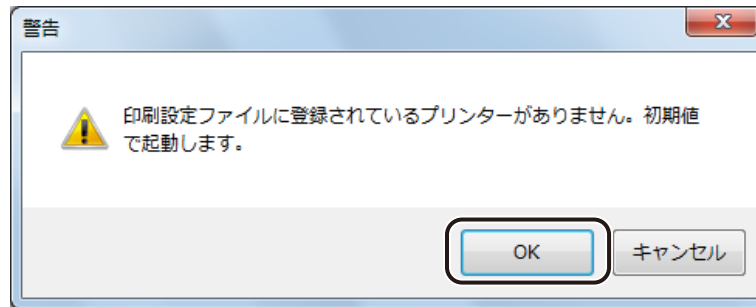 警告
印刷設定ファイルに登録されているプリンターがありません。初期値
で起動します。
OK
キャンセル